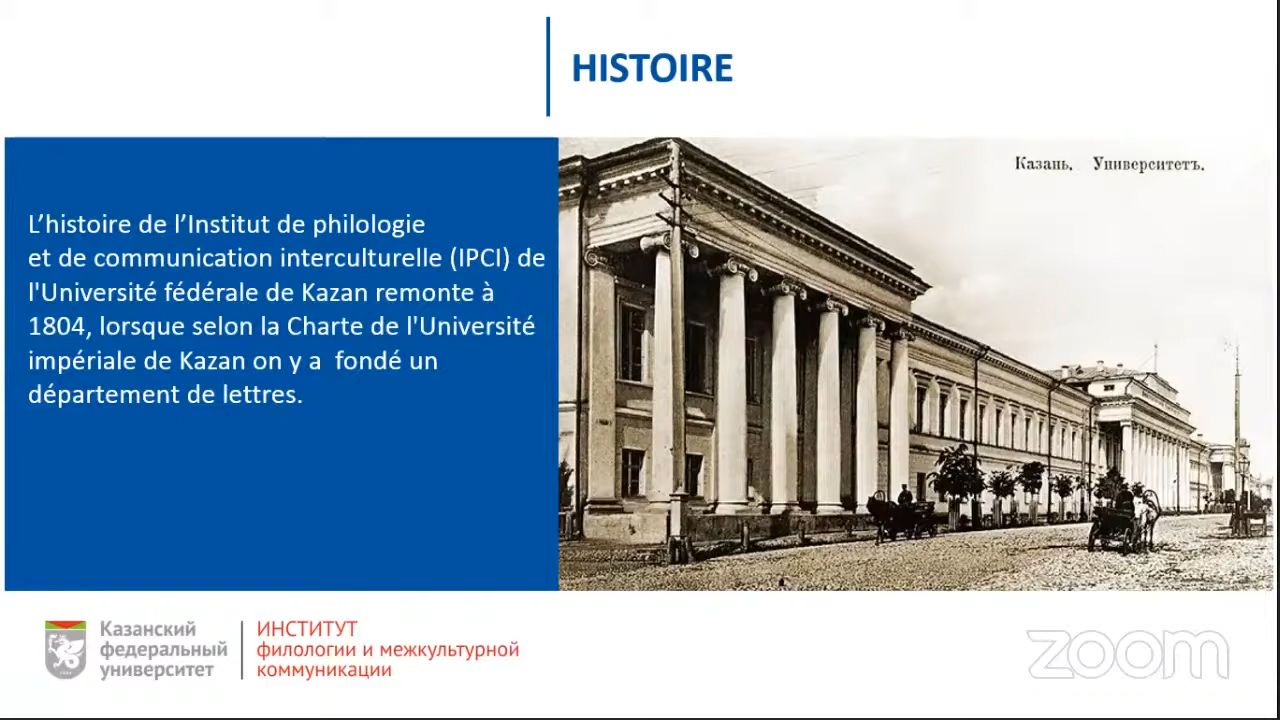 HISTOIRE
Казань. Университетъ.
L’histoire de l’Institut de philologie
et de communication interculturelle (IPCI) de
l'Université fédérale de Kazan remonte à
1804, lorsque selon la Charte de l'Université
impériale de Kazan on y a  fondé un
département de lettres.
Казанский
федеральный
университет
ИНСТИТУТ
филологии и межкультурной
коммуникации
zoom